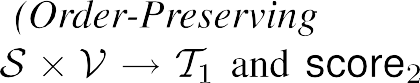 (Order-Preserving
𝒮 × 𝒱 → 𝒯₁ and score₂